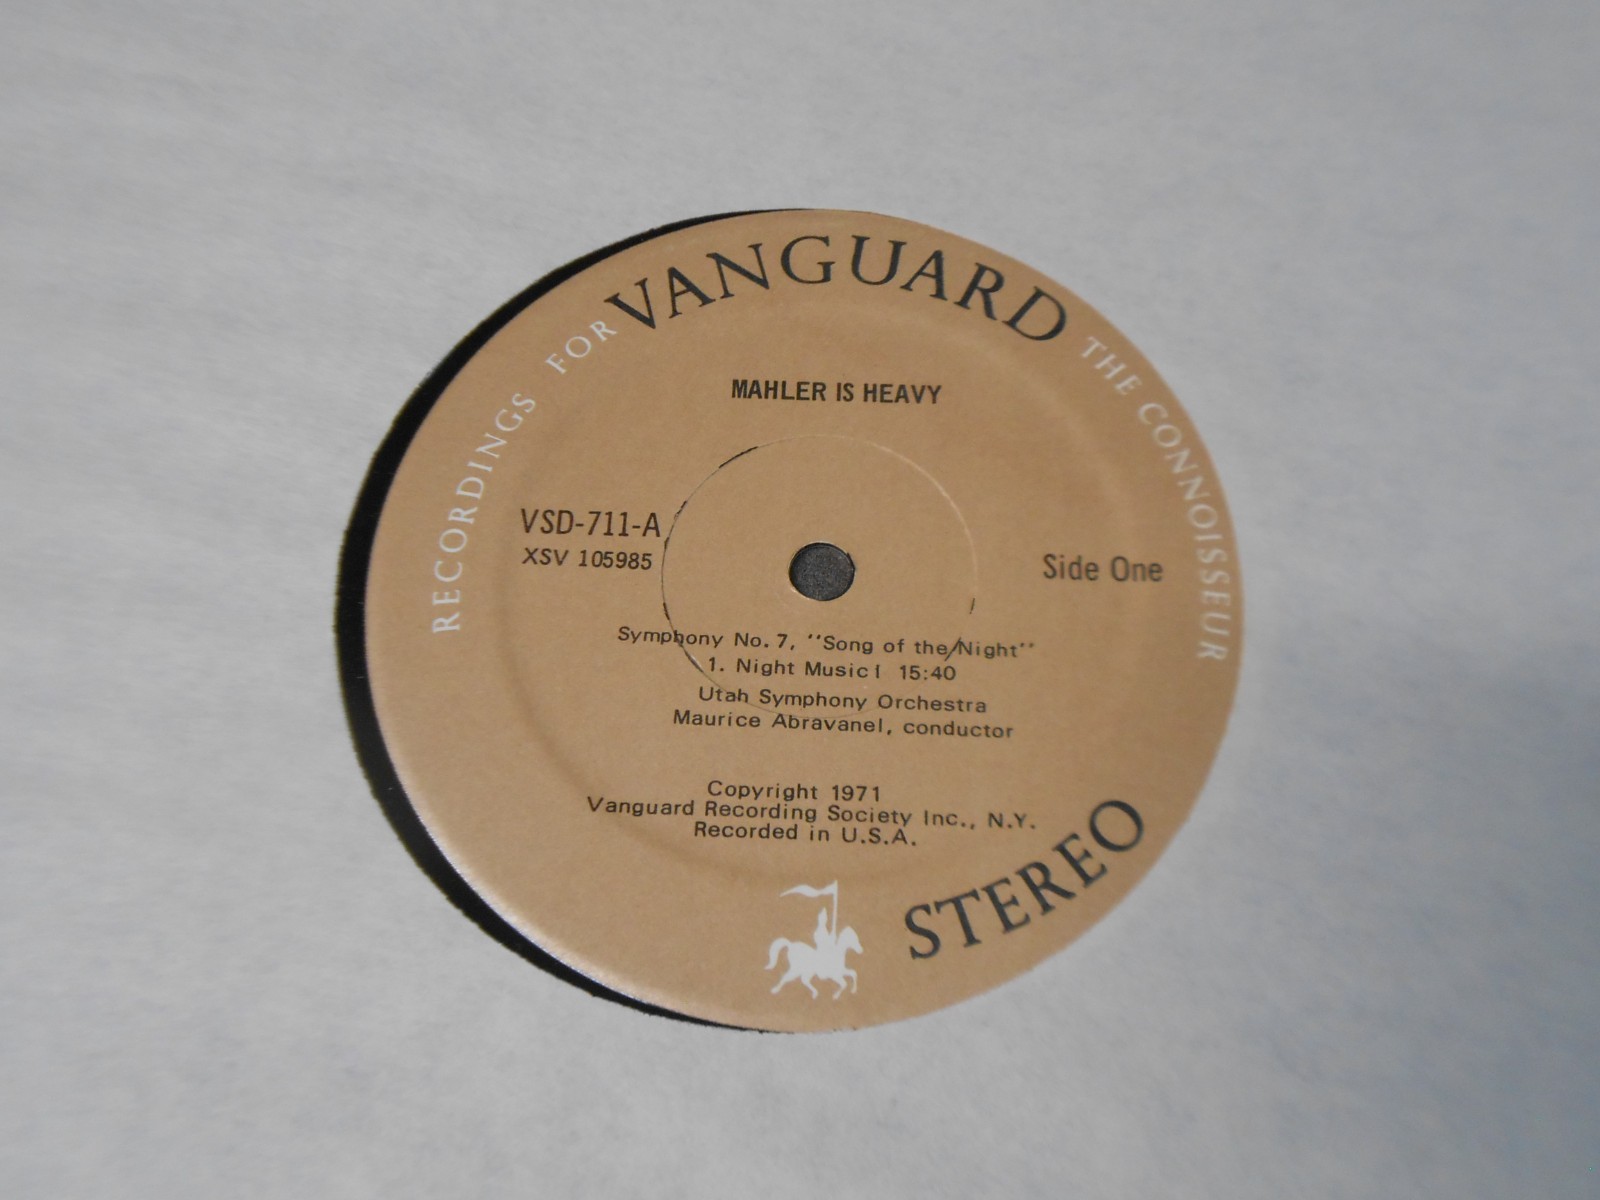 RECORDINGS FOR VANGUARD THE CONNOISSEUR
MAHLER IS HEAVY
VSD-711-A
XSV 105985
Side One
Symphony No. 7, "Song of the Night"
1. Night Music I 15:40
Utah Symphony Orchestra
Maurice Abravanel, conductor
Copyright 1971
Vanguard Recording Society Inc., N.Y.
Recorded in U.S.A.
STEREO